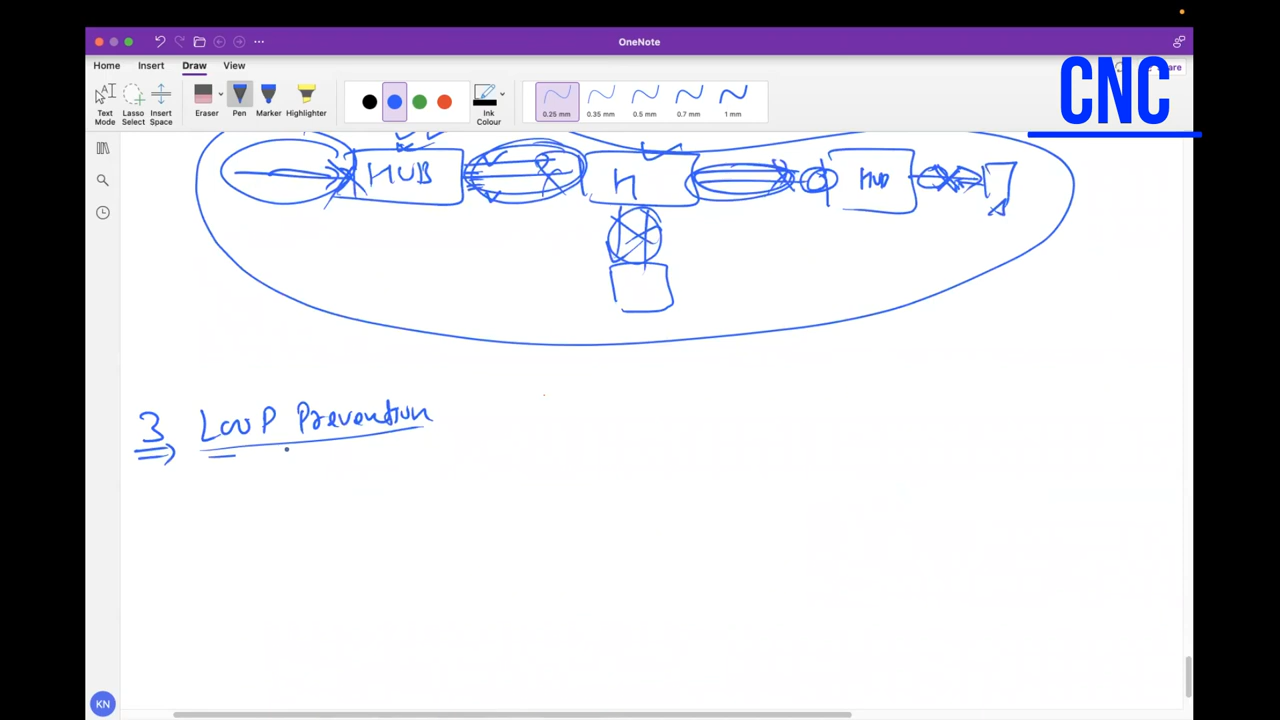 OneNote
Home Insert Draw View
Share
CNC
Text Mode
Lasso Select
Insert Space
Eraser
Pen
Marker
Highlighter
Ink Colour
0.25 mm
0.35 mm
0.5 mm
0.7 mm
1 mm
HUB H HUB
3 Loop Prevention
KN